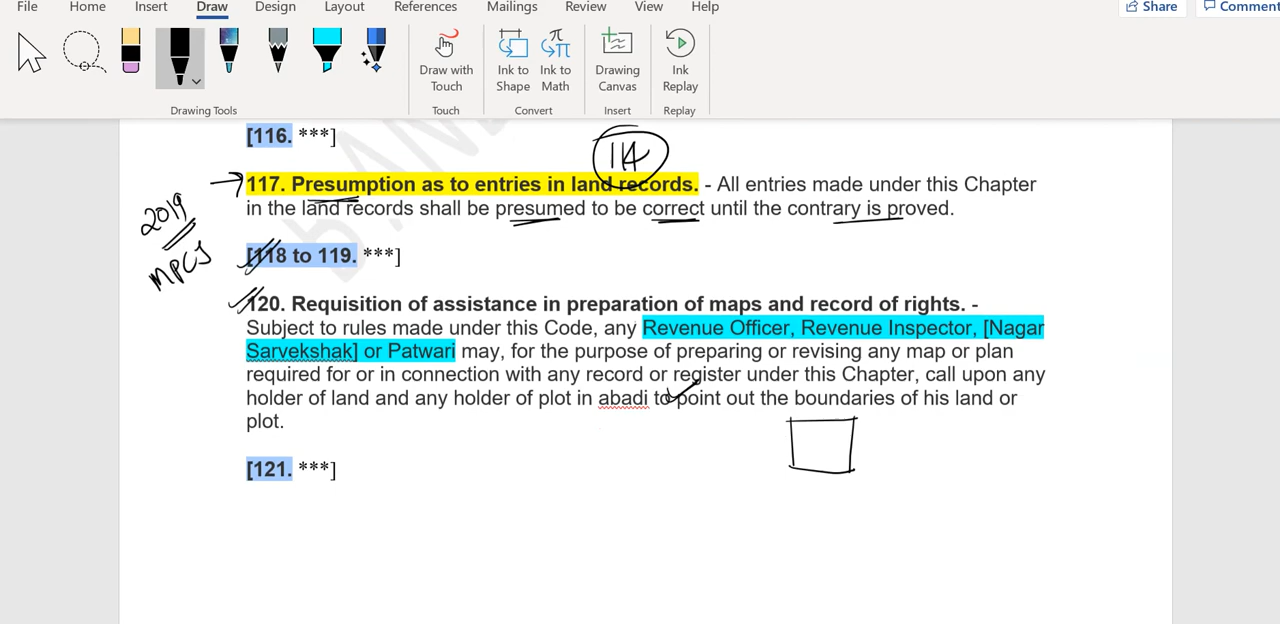 File Home Insert Draw Design Layout References Mailings Review View Help Share Comment
Draw with Touch
Ink to Shape
Ink to Math
Drawing Canvas
Ink Replay
Drawing Tools Touch Convert Insert Replay
[116. ***]
114
117. Presumption as to entries in land records. - All entries made under this Chapter
in the land records shall be presumed to be correct until the contrary is proved.
2019
MPCJ
[118 to 119. ***]
120. Requisition of assistance in preparation of maps and record of rights. -
Subject to rules made under this Code, any Revenue Officer, Revenue Inspector, [Nagar
Sarvekshak] or Patwari may, for the purpose of preparing or revising any map or plan
required for or in connection with any record or register under this Chapter, call upon any
holder of land and any holder of plot in abadi to point out the boundaries of his land or
plot.
[121. ***]